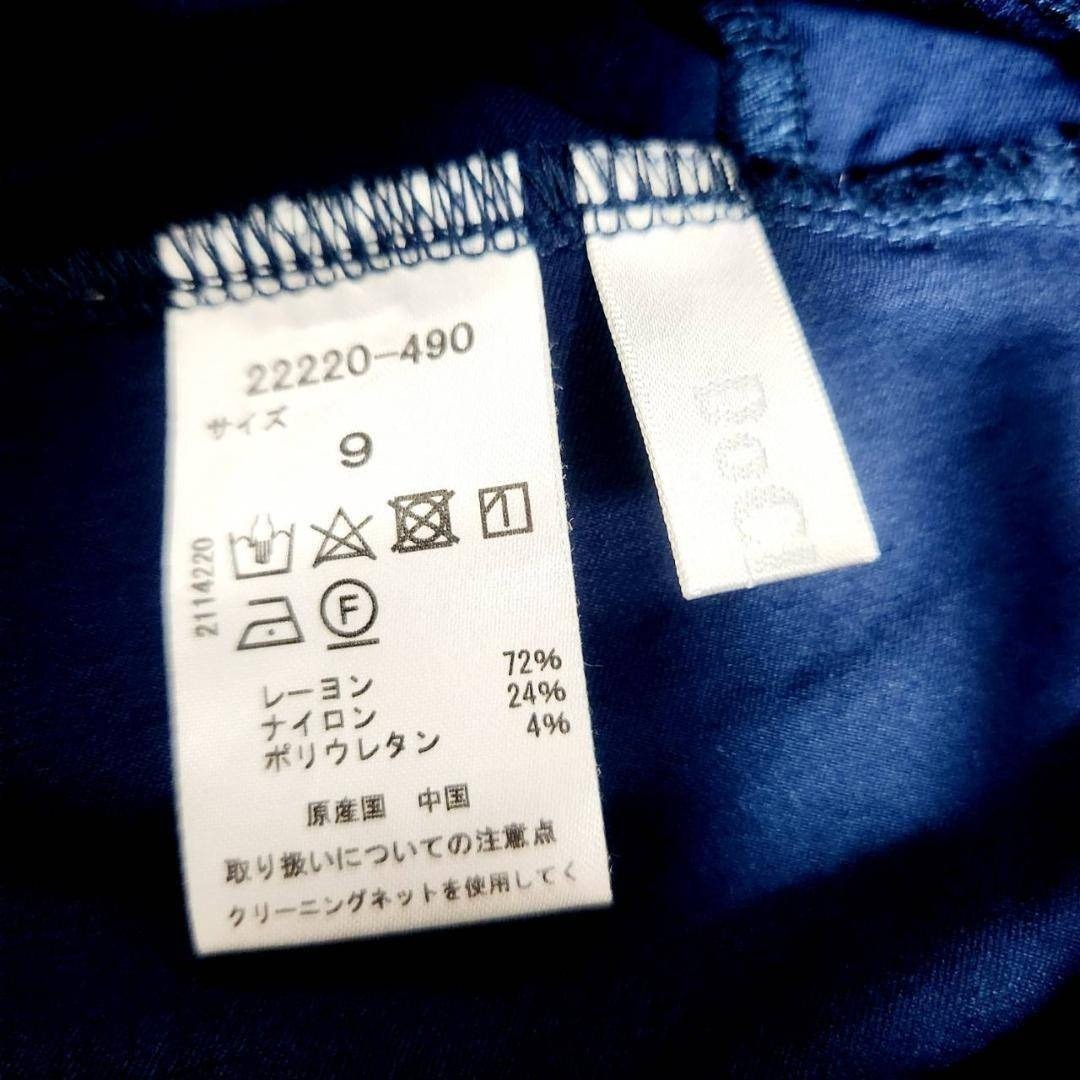 22220-490
サイズ
9
2114220
F
レーヨン 72%
ナイロン 24%
ポリウレタン 4%
原産国 中国
取り扱いについての注意点
クリーニングネットを使用してく